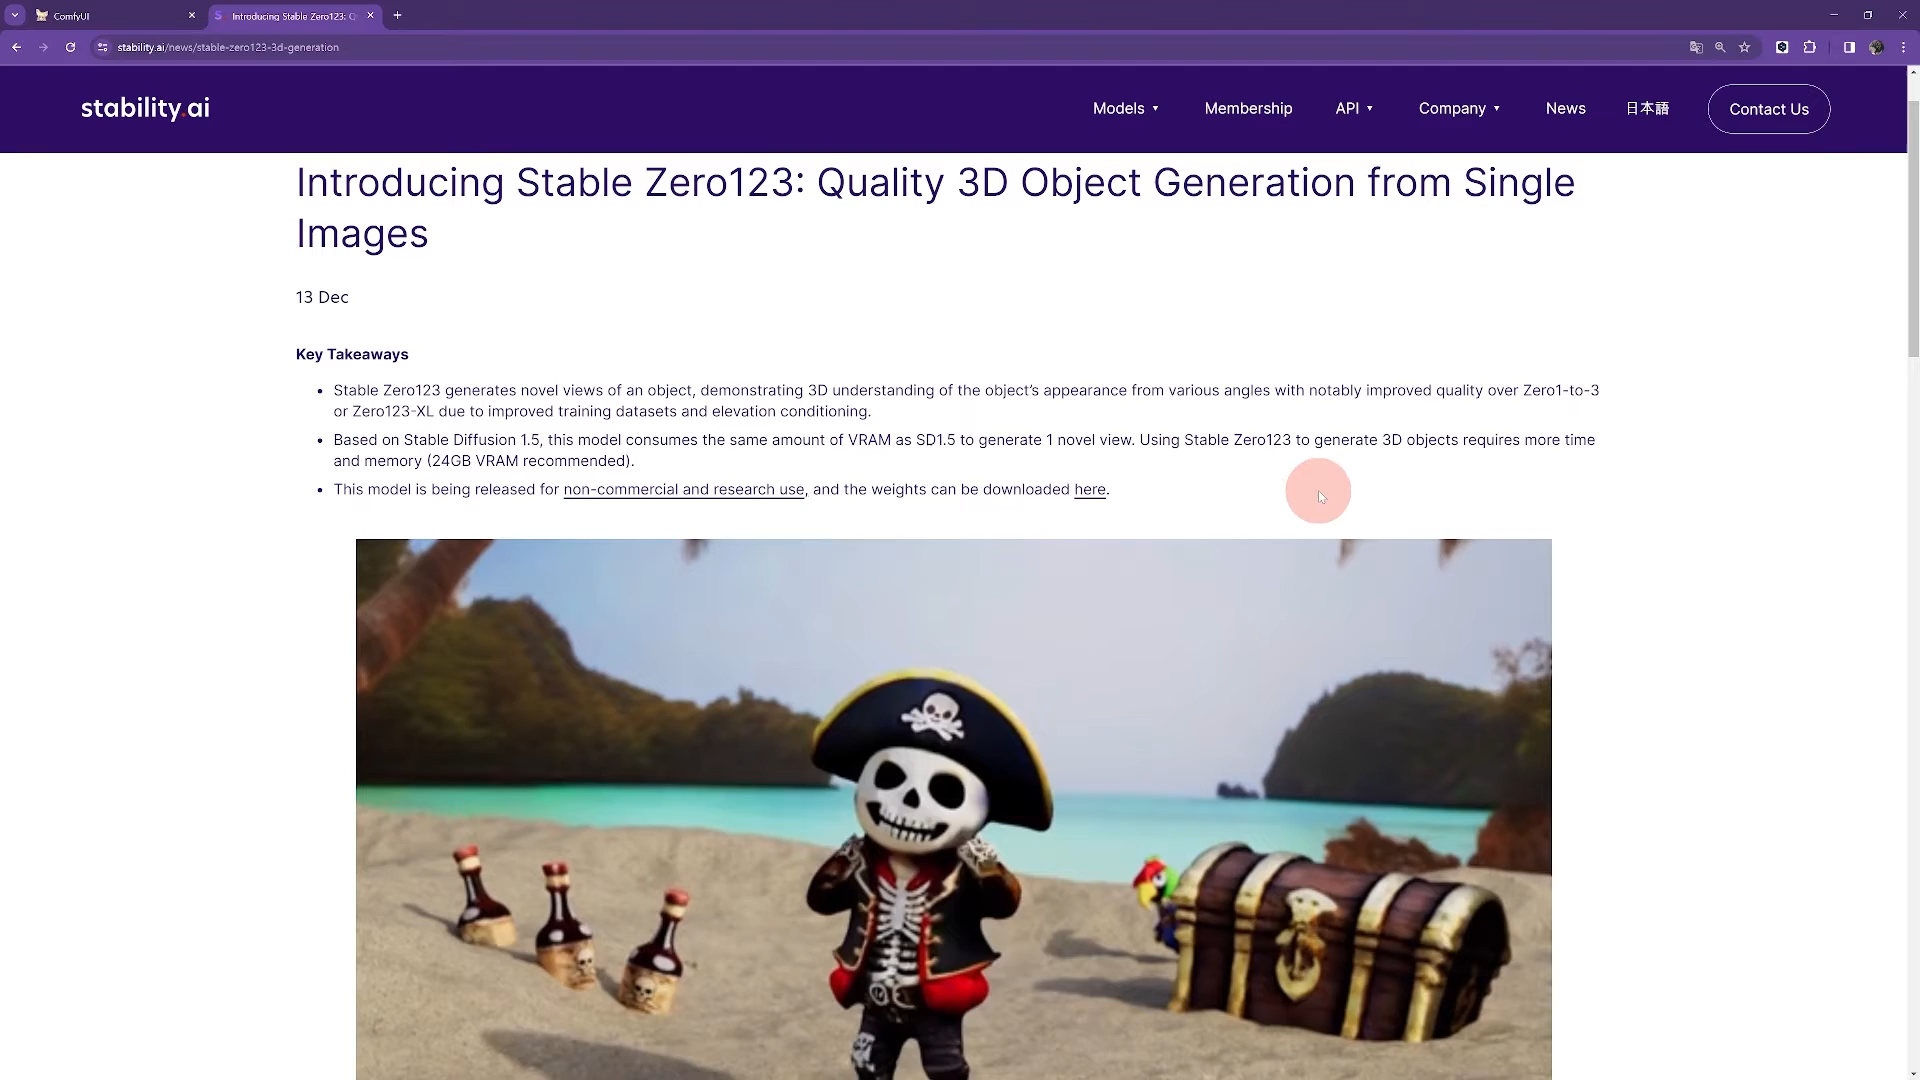 ComfyUI
Introducing Stable Zero123: Q
stability.ai/news/stable-zero123-3d-generation
stability.ai
Models
Membership
API
Company
News
日本語
Contact Us
Introducing Stable Zero123: Quality 3D Object Generation from Single
Images
13 Dec
Key Takeaways
• Stable Zero123 generates novel views of an object, demonstrating 3D understanding of the object’s appearance from various angles with notably improved quality over Zero1-to-3
or Zero123-XL due to improved training datasets and elevation conditioning.
• Based on Stable Diffusion 1.5, this model consumes the same amount of VRAM as SD1.5 to generate 1 novel view. Using Stable Zero123 to generate 3D objects requires more time
and memory (24GB VRAM recommended).
• This model is being released for non-commercial and research use, and the weights can be downloaded here.